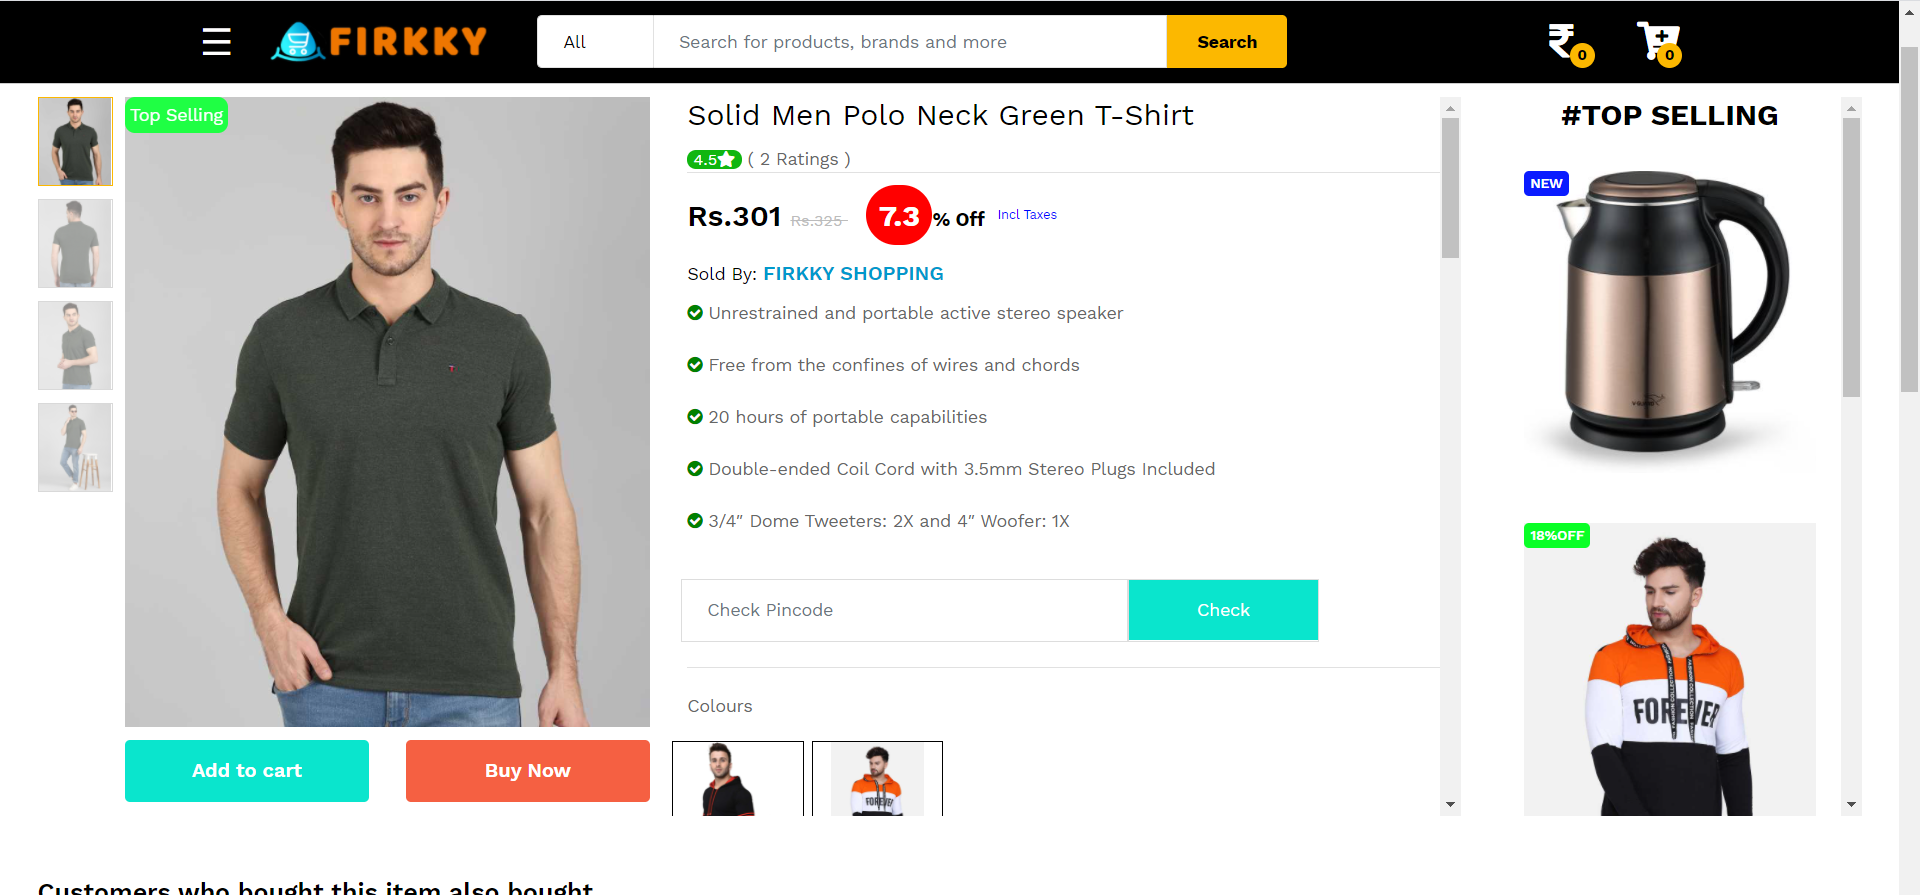 FIRKKY
All
Search for products, brands and more
Search
0
0
Top Selling
Solid Men Polo Neck Green T-Shirt
4.5 ( 2 Ratings )
Rs.301 Rs.325 7.3 % Off Incl Taxes
Sold By: FIRKKY SHOPPING
Unrestrained and portable active stereo speaker
Free from the confines of wires and chords
20 hours of portable capabilities
Double-ended Coil Cord with 3.5mm Stereo Plugs Included
3/4″ Dome Tweeters: 2X and 4″ Woofer: 1X
Check Pincode
Check
Colours
FOREVER
Add to cart
Buy Now
#TOP SELLING
NEW
18%OFF
FOREVER
Customers who bought this item also bought